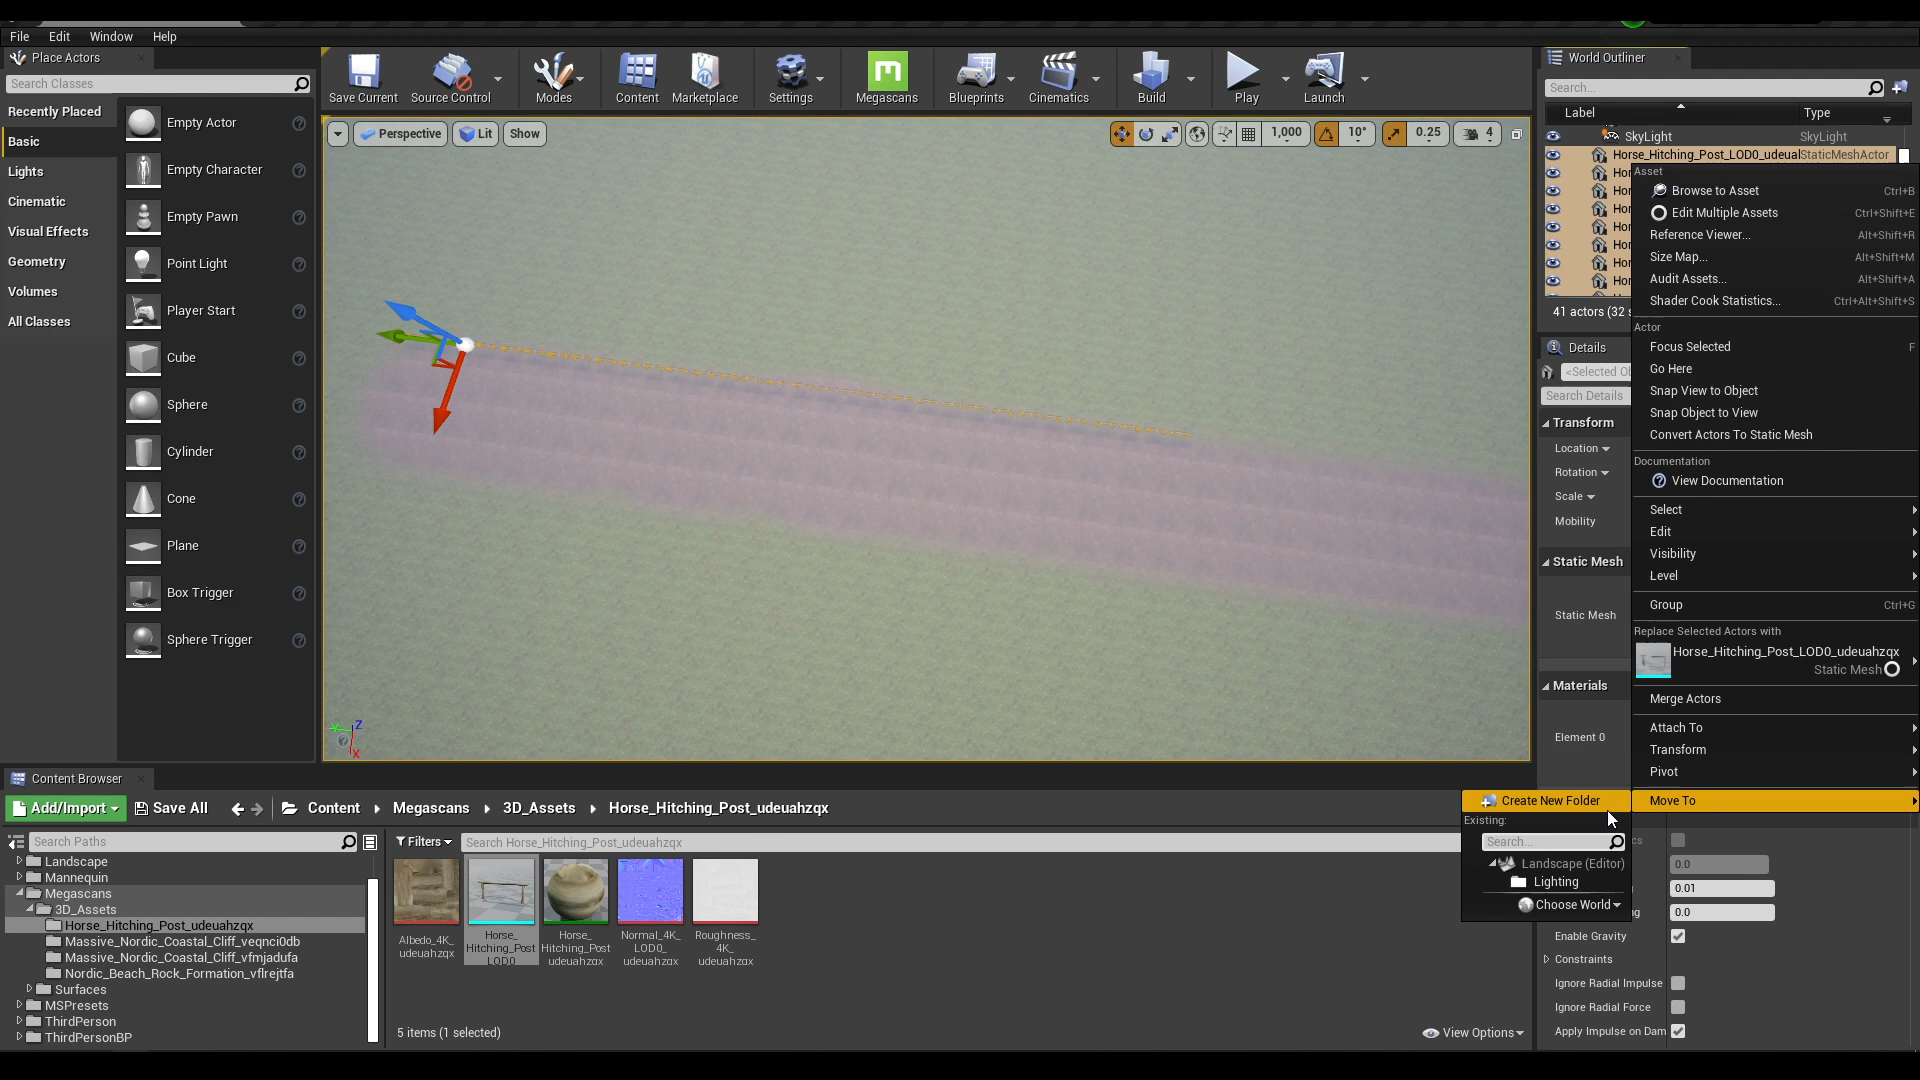 File Edit Window Help
Place Actors
Search Classes
Recently Placed
Basic
Lights
Cinematic
Visual Effects
Geometry
Volumes
All Classes
Empty Actor
Empty Character
Empty Pawn
Point Light
Player Start
Cube
Sphere
Cylinder
Cone
Plane
Box Trigger
Sphere Trigger
Save Current Source Control Modes Content Marketplace Settings Megascans Blueprints Cinematics Build Play Launch
Perspective Lit Show
1,000 10° 0.25 4
Z
X
World Outliner
Search...
Label Type
SkyLight SkyLight
Horse_Hitching_Post_LOD0_udeual StaticMeshActor
Hor
Hor
Hor
Hor
Hor
Hor
Hor
41 actors (32 s
Details
<Selected Ob
Search Details
Transform
Location
Rotation
Scale
Mobility
Static Mesh
Static Mesh
Materials
Element 0
Asset
Browse to Asset Ctrl+B
Edit Multiple Assets Ctrl+Shift+E
Reference Viewer... Alt+Shift+R
Size Map... Alt+Shift+M
Audit Assets... Alt+Shift+A
Shader Cook Statistics... Ctrl+Alt+Shift+S
Actor
Focus Selected F
Go Here
Snap View to Object
Snap Object to View
Convert Actors To Static Mesh
Documentation
View Documentation
Select
Edit
Visibility
Level
Group Ctrl+G
Replace Selected Actors with
Horse_Hitching_Post_LOD0_udeuahzqx
Static Mesh
Merge Actors
Attach To
Transform
Pivot
Move To
Create New Folder
Existing:
Search...
Landscape (Editor)
Lighting
Choose World
cs
0.0
0.01
ng 0.0
Enable Gravity
Constraints
Ignore Radial Impulse
Ignore Radial Force
Apply Impulse on Dam
Content Browser
Add/Import Save All Content Megascans 3D_Assets Horse_Hitching_Post_udeuahzqx
Search Paths
Landscape
Mannequin
Megascans
3D_Assets
Horse_Hitching_Post_udeuahzqx
Massive_Nordic_Coastal_Cliff_veqnci0db
Massive_Nordic_Coastal_Cliff_vfmjadufa
Nordic_Beach_Rock_Formation_vflrejtfa
Surfaces
MSPresets
ThirdPerson
ThirdPersonBP
Filters Search Horse_Hitching_Post_udeuahzqx
Albedo_4K_
udeuahzqx
Horse_
Hitching_Post
LOD0
Horse_
Hitching_Post
udeuahzqx
Normal_4K_
LOD0_
udeuahzqx
Roughness_
4K_
udeuahzqx
5 items (1 selected) View Options